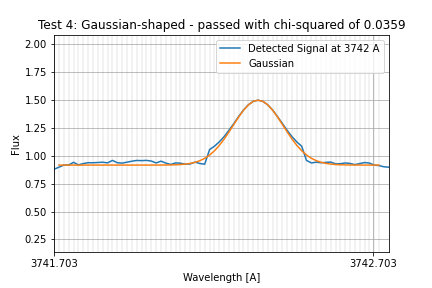 Test 4: Gaussian-shaped - passed with chi-squared of 0.0359
Detected Signal at 3742 A
Gaussian
2.00
1.75
1.50
1.25
1.00
0.75
0.50
0.25
Flux
3741.703
3742.703
Wavelength [A]